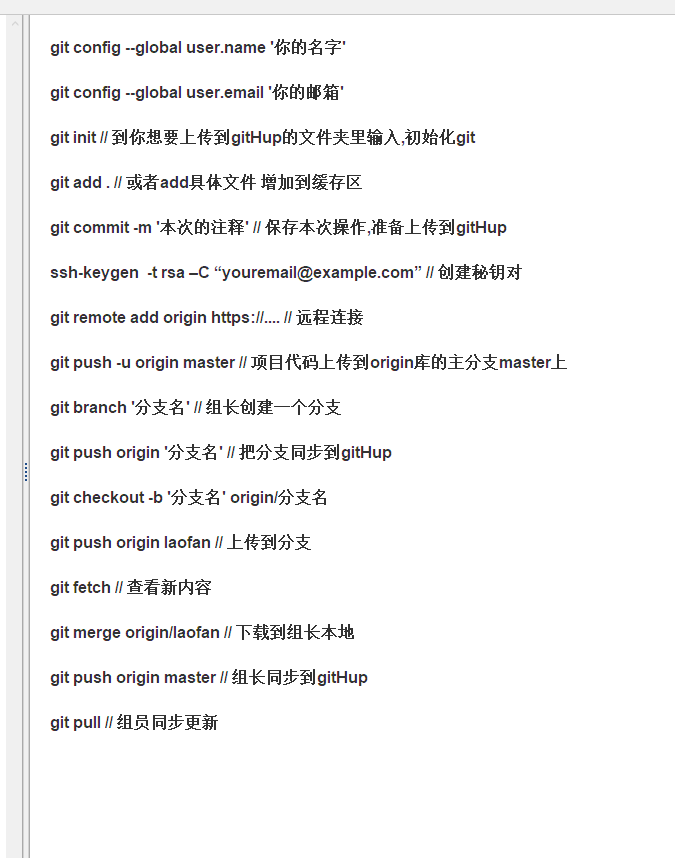 git config --global user.name '你的名字'
git config --global user.email '你的邮箱'
git init // 到你想要上传到gitHup的文件夹里输入,初始化git
git add . // 或者add具体文件 增加到缓存区
git commit -m '本次的注释' // 保存本次操作,准备上传到gitHup
ssh-keygen  -t rsa –C “youremail@example.com” // 创建秘钥对
git remote add origin https://.... // 远程连接
git push -u origin master // 项目代码上传到origin库的主分支master上
git branch '分支名' // 组长创建一个分支
git push origin '分支名' // 把分支同步到gitHup
git checkout -b '分支名' origin/分支名
git push origin laofan // 上传到分支
git fetch // 查看新内容
git merge origin/laofan // 下载到组长本地
git push origin master // 组长同步到gitHup
git pull // 组员同步更新